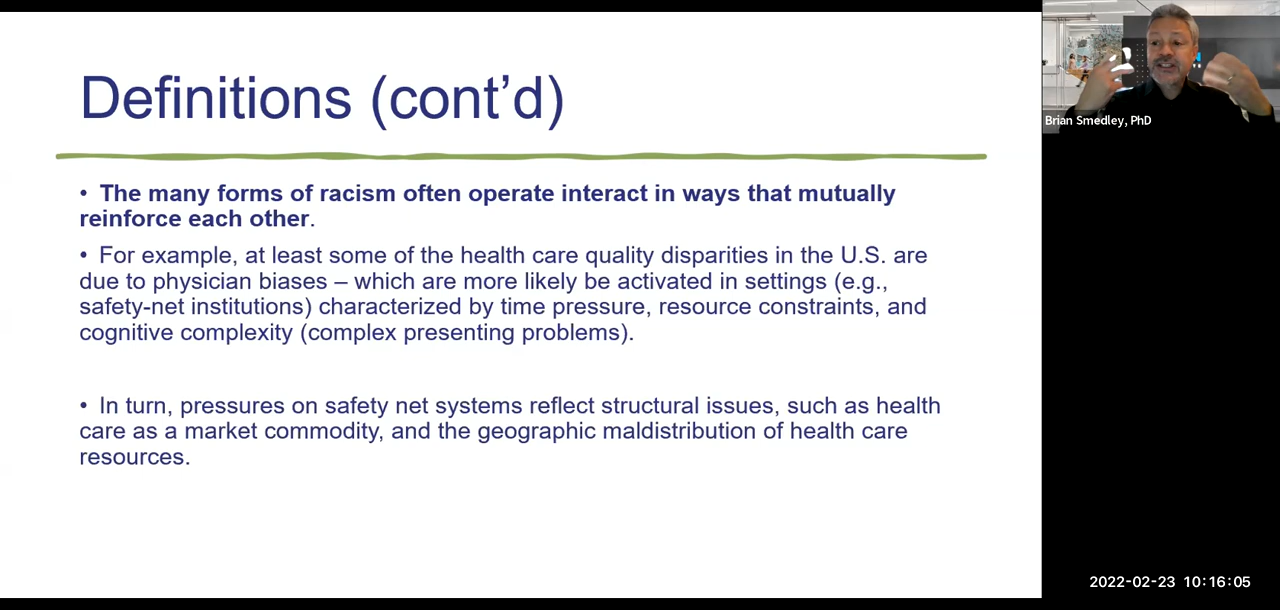 Definitions (cont’d)
• The many forms of racism often operate interact in ways that mutually
reinforce each other.
• For example, at least some of the health care quality disparities in the U.S. are
due to physician biases – which are more likely be activated in settings (e.g.,
safety-net institutions) characterized by time pressure, resource constraints, and
cognitive complexity (complex presenting problems).
• In turn, pressures on safety net systems reflect structural issues, such as health
care as a market commodity, and the geographic maldistribution of health care
resources.
Brian Smedley, PhD
2022-02-23 10:16:05